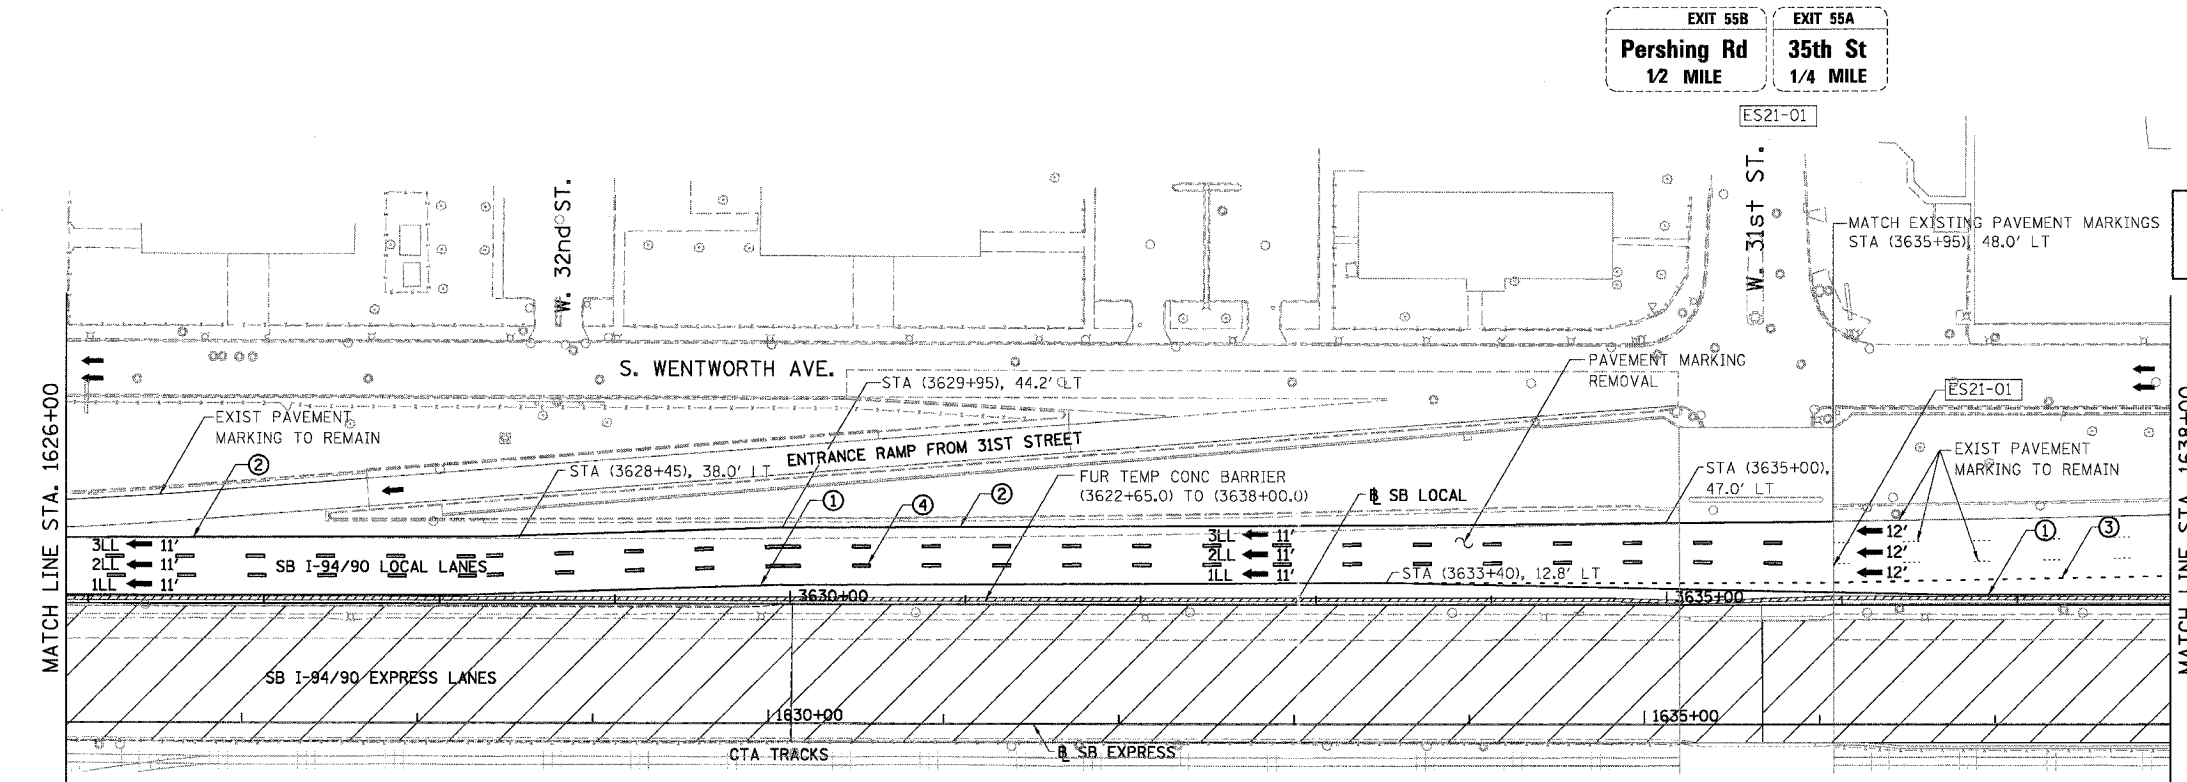 EXIT 55B
Pershing Rd
1/2 MILE
EXIT 55A
35th St
1/4 MILE
ES21-01
W. 32nd ST.
W. 31st ST.
MATCH EXISTING PAVEMENT MARKINGS
STA (3635+95), 48.0' LT
S. WENTWORTH AVE.
STA (3629+95), 44.2' LT
PAVEMENT MARKING
REMOVAL
ES21-01
EXIST PAVEMENT
MARKING TO REMAIN
ENTRANCE RAMP FROM 31ST STREET
EXIST PAVEMENT
MARKING TO REMAIN
2
STA (3628+45), 38.0' LT
FUR TEMP CONC BARRIER
(3622+65.0) TO (3638+00.0)
1
4
2
B SB LOCAL
STA (3635+00),
47.0' LT
1
3
3LL 11'
2LL 11'
1LL 11'
SB I-94/90 LOCAL LANES
3LL 11'
2LL 11'
1LL 11'
12'
12'
12'
STA (3633+40), 12.8' LT
3630+00
3635+00
SB I-94/90 EXPRESS LANES
1630+00
1635+00
CTA TRACKS
B SB EXPRESS
MATCH LINE STA. 1626+00
MATCH LINE STA. 1638+00